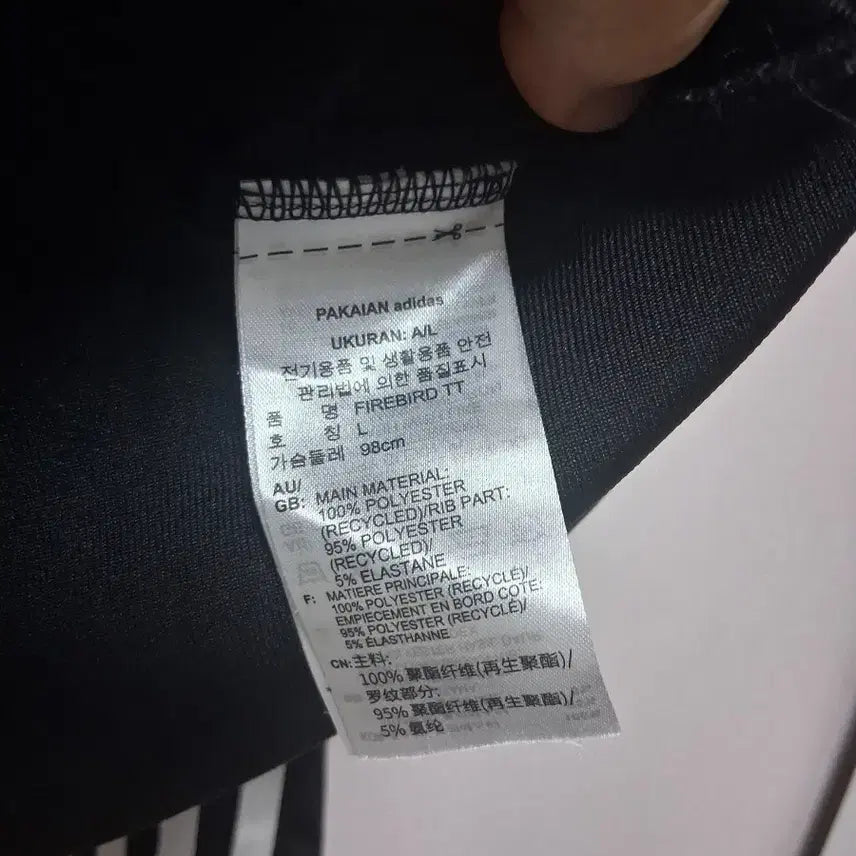 PAKAIAN adidas
UKURAN: A/L
전기용품 및 생활용품 안전
관리법에 의한 품질표시
품 명 FIREBIRD TT
호 칭 L
가슴둘레 98cm
AU/
GB: MAIN MATERIAL:
100% POLYESTER
(RECYCLED)/RIB PART:
95% POLYESTER
(RECYCLED)/
5% ELASTANE
F: MATIERE PRINCIPALE:
100% POLYESTER (RECYCLÉ)/
EMPIECEMENT EN BORD COTE:
95% POLYESTER (RECYCLÉ)/
5% ÉLASTHANNE
CN: 主料:
100% 聚酯纤维(再生聚酯)/
罗纹部分:
95% 聚酯纤维(再生聚酯)/
5% 氨纶